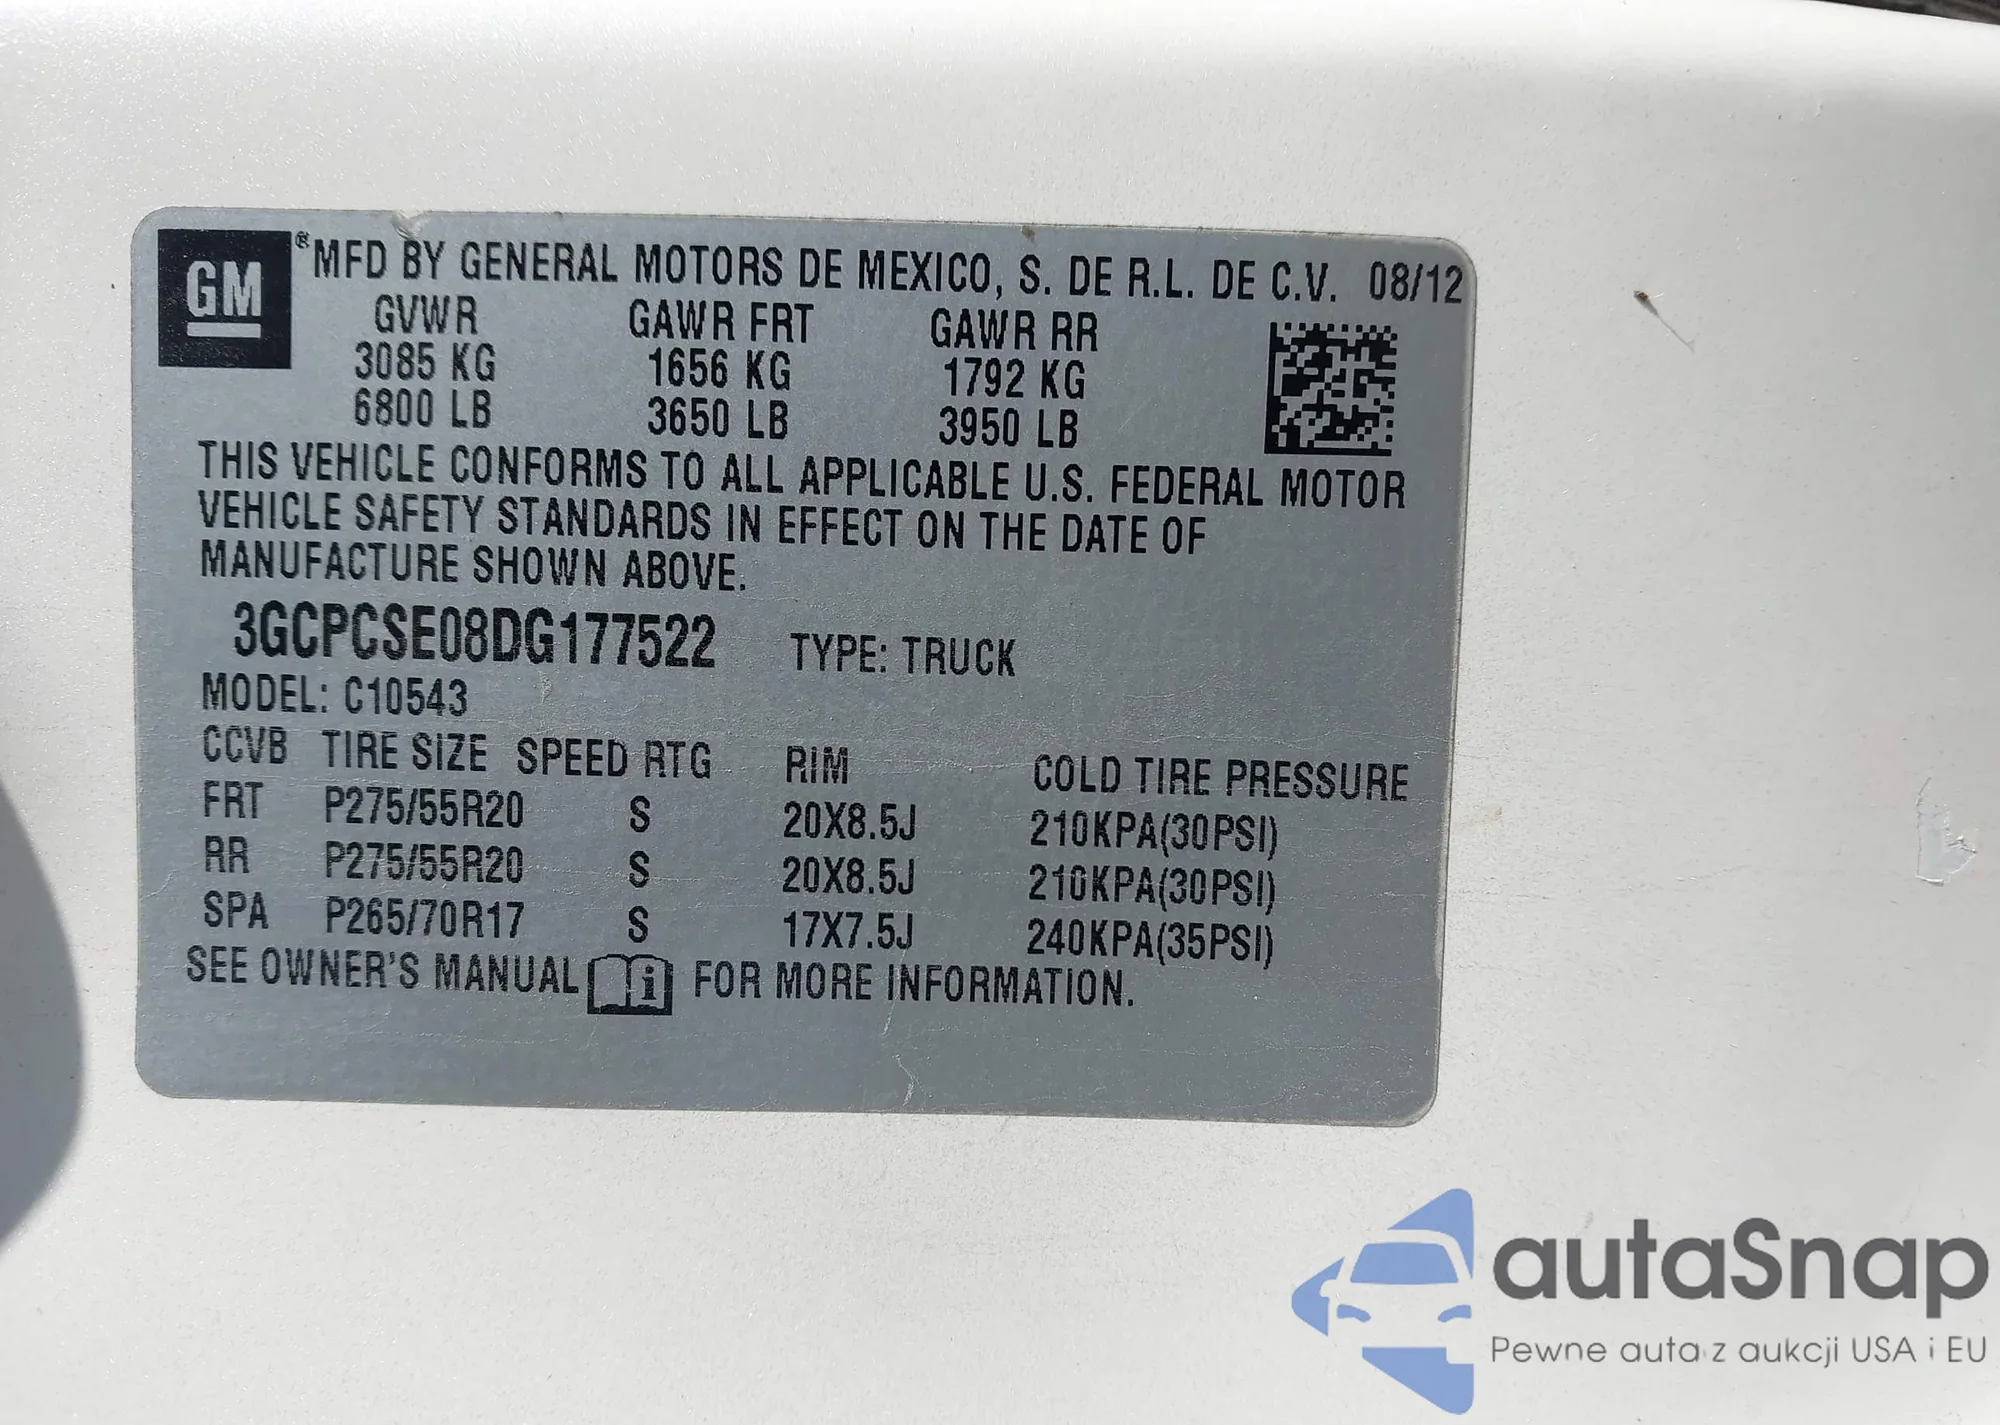 GM
®MFD BY GENERAL MOTORS DE MEXICO, S. DE R.L. DE C.V. 08/12
GVWR GAWR FRT GAWR RR
3085 KG 1656 KG 1792 KG
6800 LB 3650 LB 3950 LB
THIS VEHICLE CONFORMS TO ALL APPLICABLE U.S. FEDERAL MOTOR
VEHICLE SAFETY STANDARDS IN EFFECT ON THE DATE OF
MANUFACTURE SHOWN ABOVE.
3GCPCSE08DG177522 TYPE: TRUCK
MODEL: C10543
CCVB TIRE SIZE SPEED RTG RIM COLD TIRE PRESSURE
FRT P275/55R20 S 20X8.5J 210KPA(30PSI)
RR P275/55R20 S 20X8.5J 210KPA(30PSI)
SPA P265/70R17 S 17X7.5J 240KPA(35PSI)
SEE OWNER'S MANUAL i FOR MORE INFORMATION.
autaSnap
Pewne auta z aukcji USA i EU